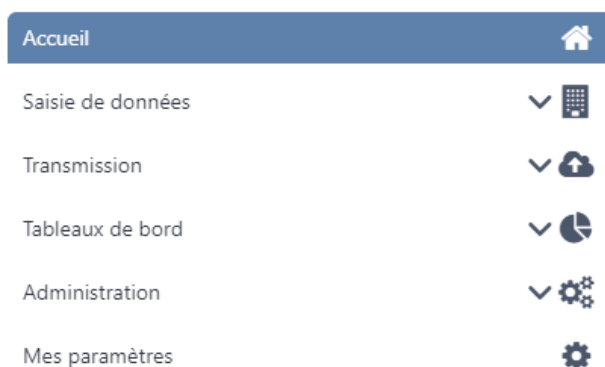 Accueil
Saisie de données
Transmission
Tableaux de bord
Administration
Mes paramètres